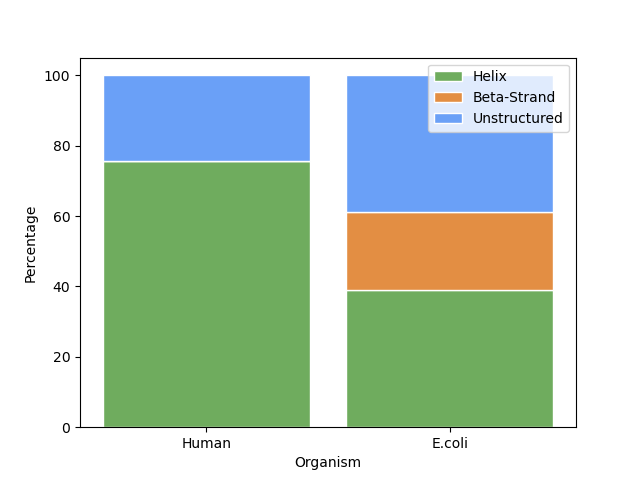 100
80
60
40
20
0
Percentage
Helix
Beta-Strand
Unstructured
Human
E.coli
Organism